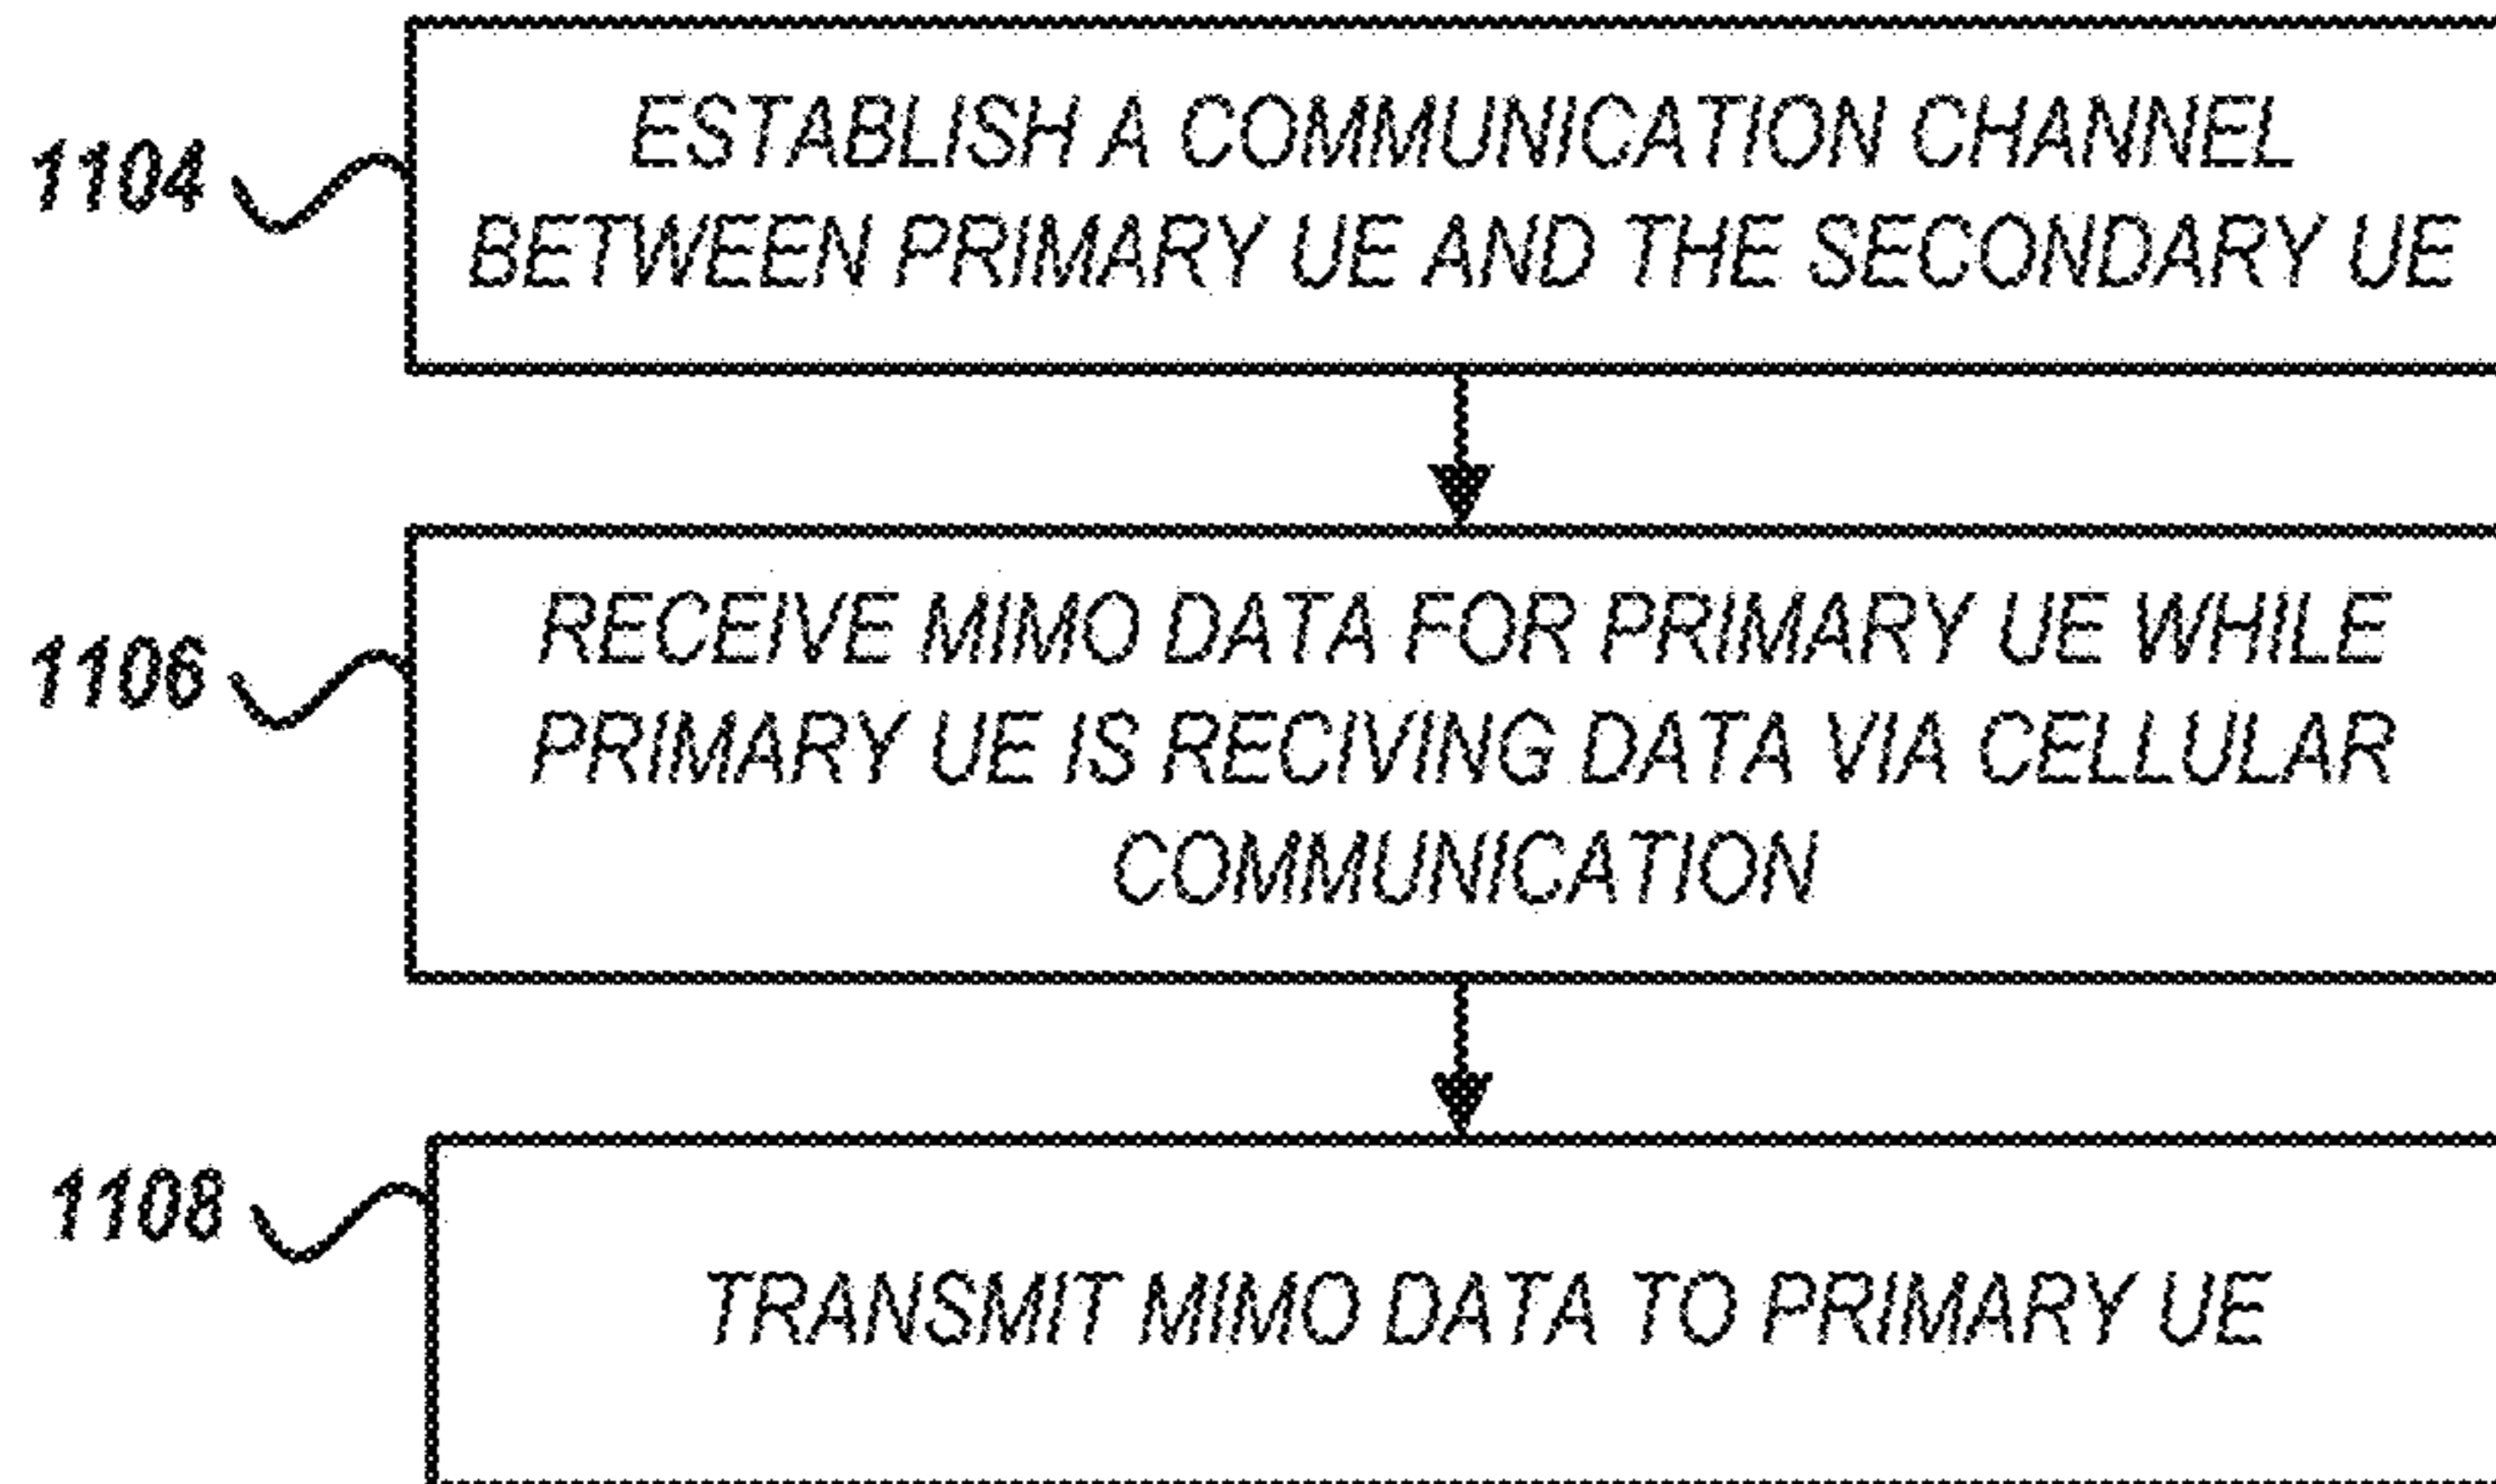 1104
ESTABLISH A COMMUNICATION CHANNEL
BETWEEN PRIMARY UE AND THE SECONDARY UE
1106
RECEIVE MIMO DATA FOR PRIMARY UE WHILE
PRIMARY UE IS RECIVING DATA VIA CELLULAR
COMMUNICATION
1108
TRANSMIT MIMO DATA TO PRIMARY UE